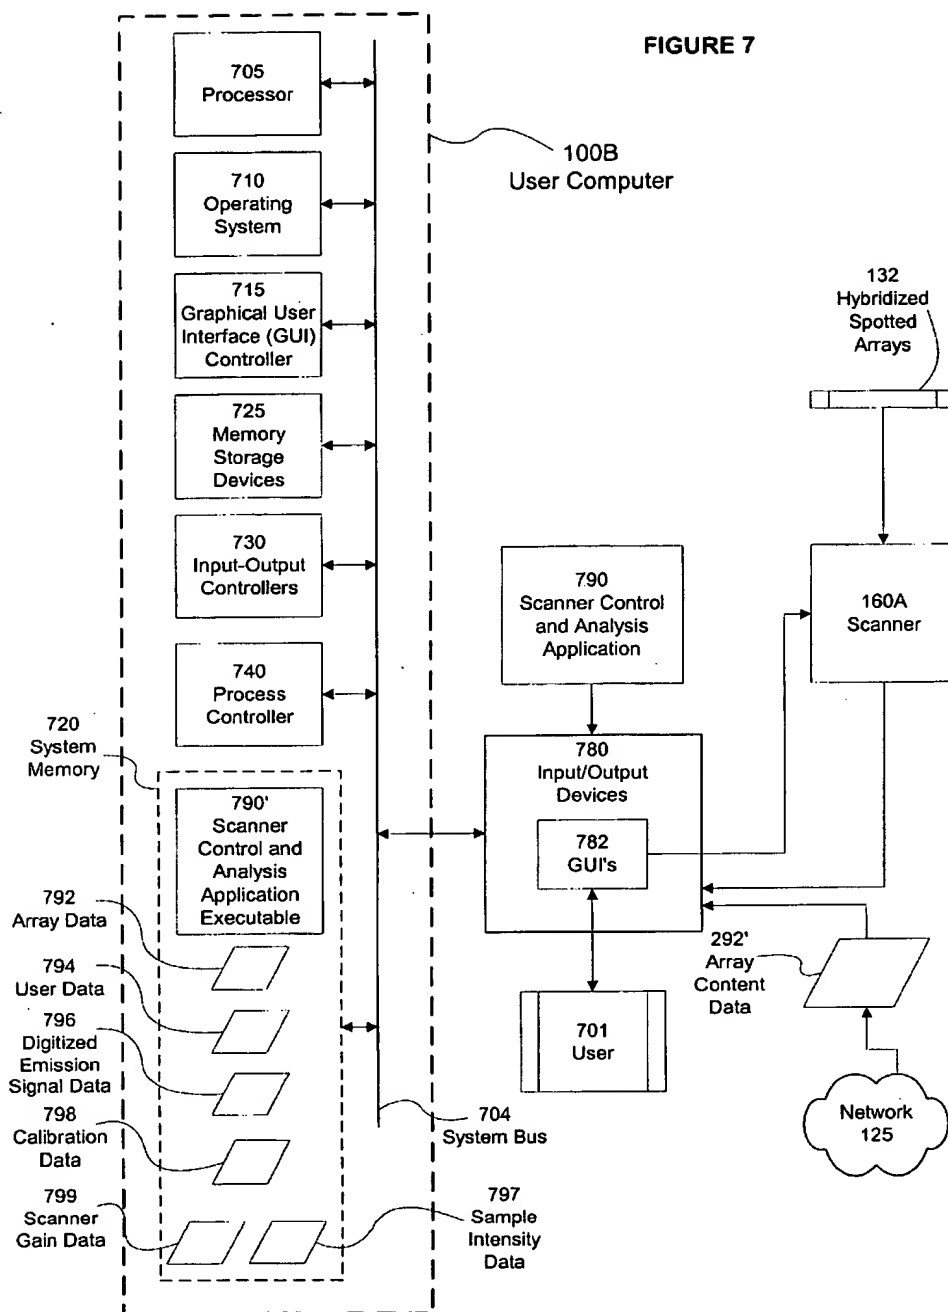 FIGURE 7
705
Processor
100B
User Computer
710
Operating
System
715
Graphical User
Interface (GUI)
Controller
132
Hybridized
Spotted
Arrays
725
Memory
Storage
Devices
730
Input-Output
Controllers
790
Scanner Control
and Analysis
Application
160A
Scanner
740
Process
Controller
720
System
Memory
780
Input/Output
Devices
782
GUI's
790'
Scanner
Control and
Analysis
Application
Executable
792
Array Data
794
User Data
796
Digitized
Emission
Signal Data
798
Calibration
Data
799
Scanner
Gain Data
797
Sample
Intensity
Data
704
System Bus
701
User
292'
Array
Content
Data
Network
125